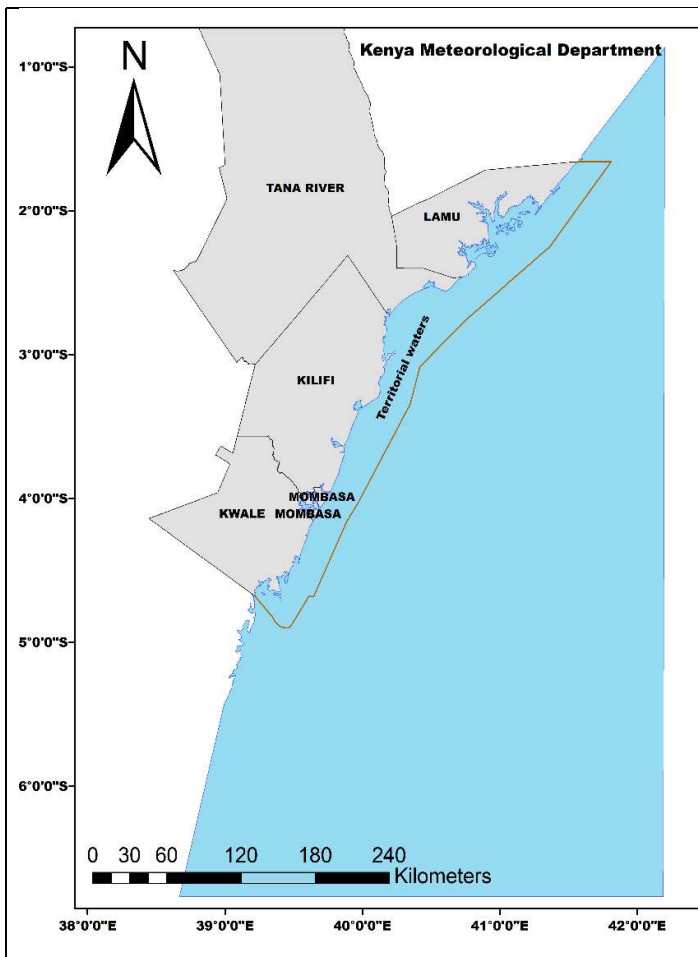 Kenya Meteorological Department
N
1°0'0"S
TANA RIVER
2°0'0"S
LAMU
3°0'0"S
Territorial waters
KILIFI
4°0'0"S
MOMBASA
KWALE MOMBASA
5°0'0"S
6°0'0"S
0 30 60 120 180 240
Kilometers
38°0'0"E 39°0'0"E 40°0'0"E 41°0'0"E 42°0'0"E